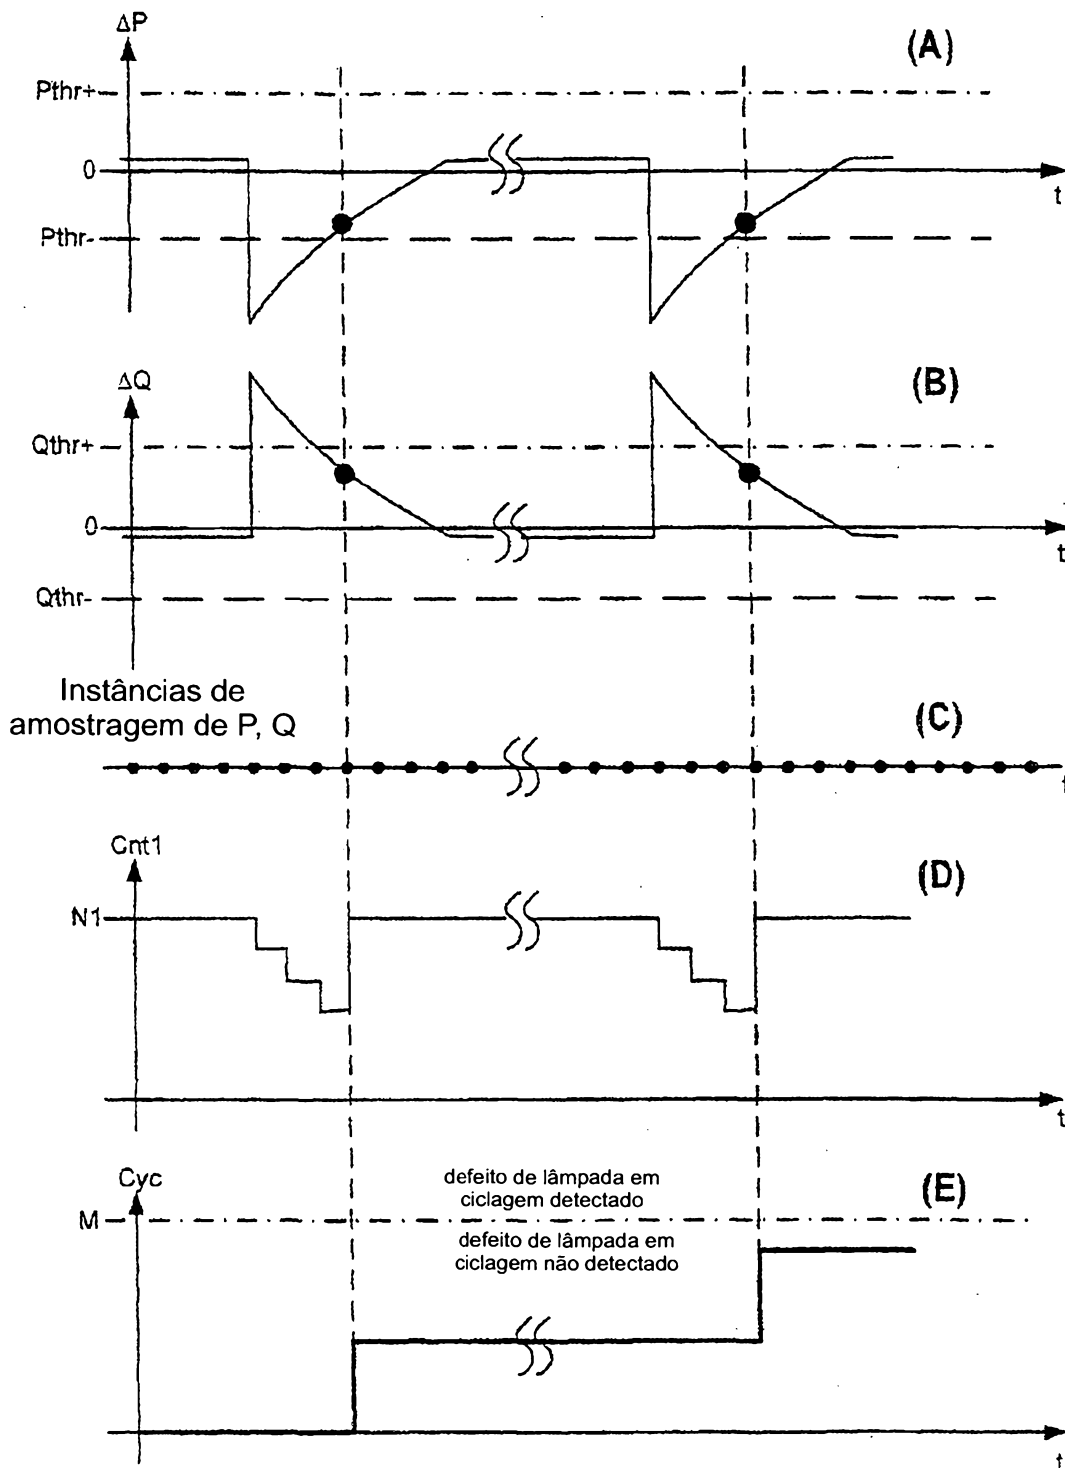 ΔP
(A)
Pthr+
0
t
Pthr-
ΔQ
(B)
Qthr+
0
t
Qthr-
Instâncias de
amostragem de P, Q
(C)
t
Cnt1
(D)
N1
t
Cyc
(E)
defeito de lâmpada em
ciclagem detectado
M
defeito de lâmpada em
ciclagem não detectado
t